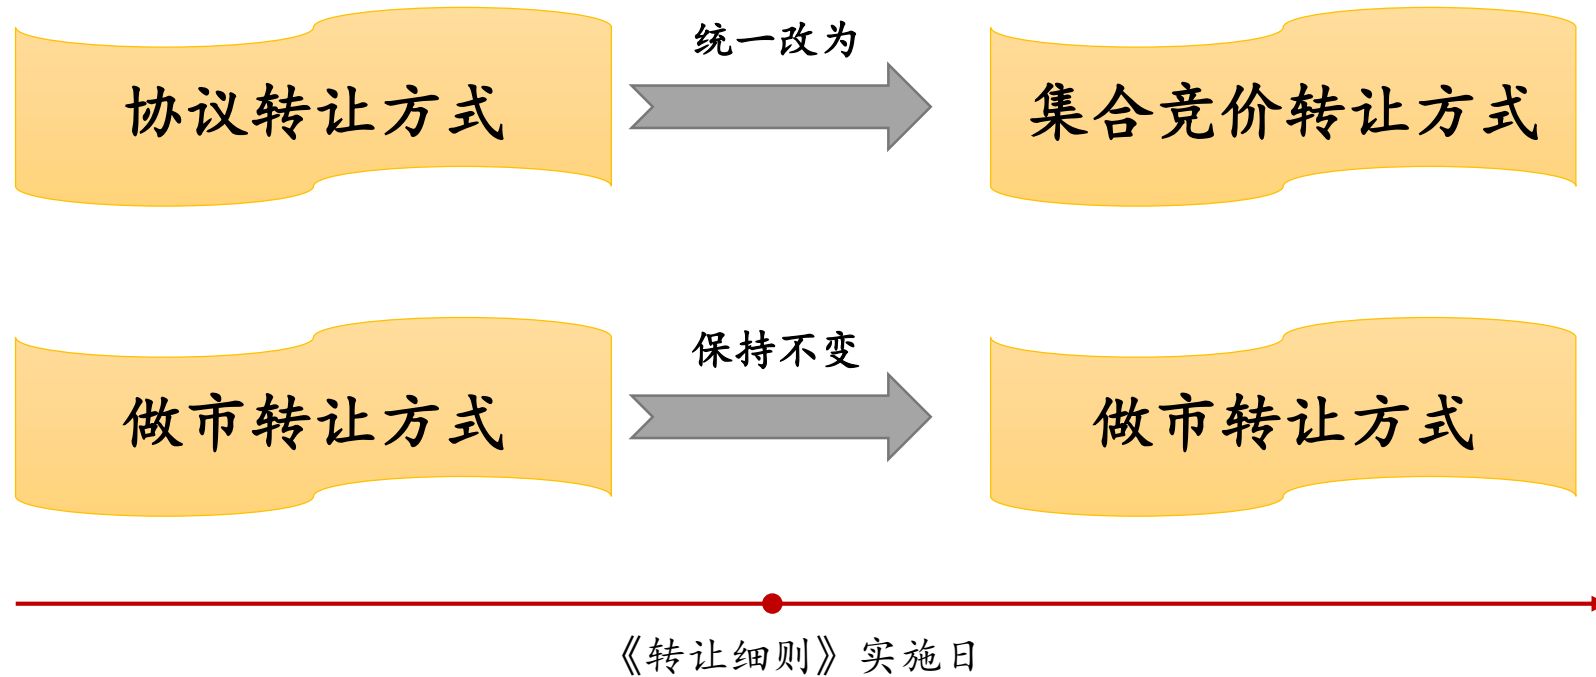 统一改为
协议转让方式
集合竞价转让方式
保持不变
做市转让方式
做市转让方式
《转让细则》实施日